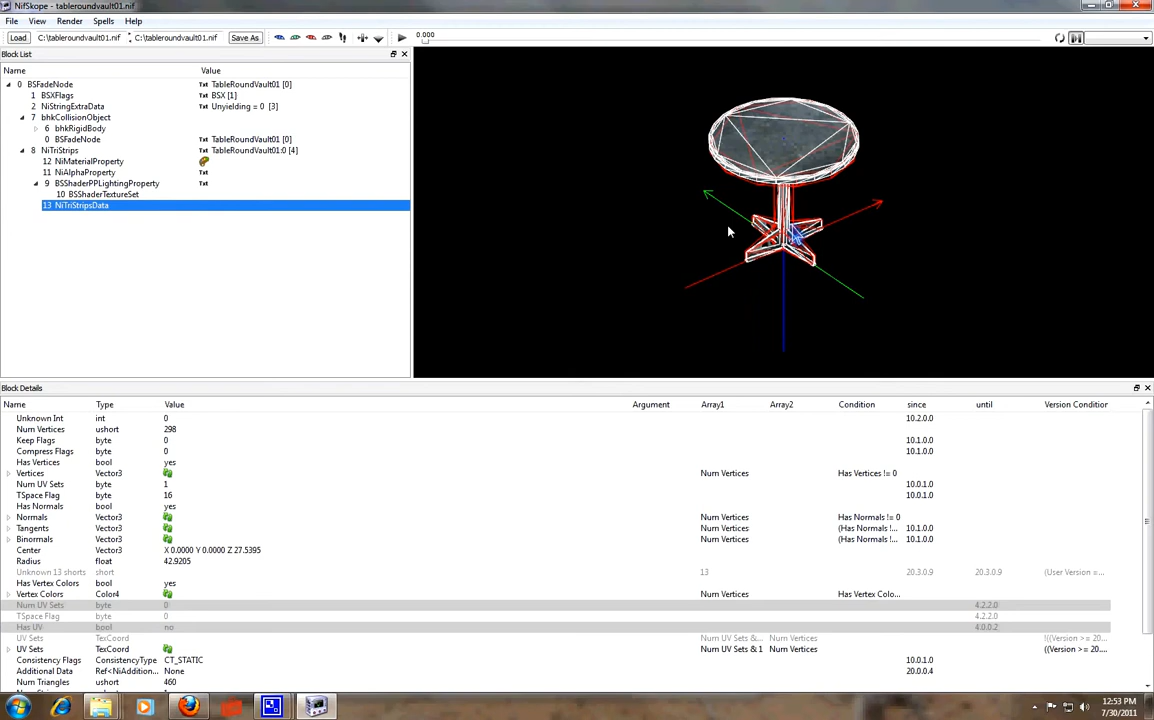 NifSkope - tableroundvault01.nif
File View Render Spells Help
Load C:\tableroundvault01.nif C:\tableroundvault01.nif Save As 0.000
Block List
Name Value
0 BSFadeNode Txt TableRoundVault01 [0]
1 BSXFlags Txt BSX [1]
2 NiStringExtraData Txt Unyielding = 0 [3]
7 bhkCollisionObject
6 bhkRigidBody
0 BSFadeNode Txt TableRoundVault01 [0]
8 NiTriStrips Txt TableRoundVault01:0 [4]
12 NiMaterialProperty
11 NiAlphaProperty Txt
9 BSShaderPPLightingProperty Txt
10 BSShaderTextureSet
13 NiTriStripsData
Block Details
Name Type Value Argument Array1 Array2 Condition since until Version Condition
Unknown Int int 0 10.2.0.0
Num Vertices ushort 298
Keep Flags byte 0 10.1.0.0
Compress Flags byte 0 10.1.0.0
Has Vertices bool yes
Vertices Vector3 Num Vertices Has Vertices != 0
Num UV Sets byte 1 10.0.1.0
TSpace Flag byte 16 10.0.1.0
Has Normals bool yes
Normals Vector3 Num Vertices Has Normals != 0
Tangents Vector3 Num Vertices (Has Normals !... 10.1.0.0
Binormals Vector3 Num Vertices (Has Normals !... 10.1.0.0
Center Vector3 X 0.0000 Y 0.0000 Z 27.5395
Radius float 42.9205
Unknown 13 shorts short 13 20.3.0.9 20.3.0.9 (User Version =...
Has Vertex Colors bool yes
Vertex Colors Color4 Num Vertices Has Vertex Colo...
Num UV Sets byte 0 4.2.2.0
TSpace Flag byte 0 4.2.2.0
Has UV bool no 4.0.0.2
UV Sets TexCoord Num UV Sets &... Num Vertices !((Version >= 20....
UV Sets TexCoord Num UV Sets & 1 Num Vertices ((Version >= 20....
Consistency Flags ConsistencyType CT_STATIC 10.0.1.0
Additional Data Ref<NiAddition... None 20.0.0.4
Num Triangles ushort 460
12:53 PM
7/30/2011